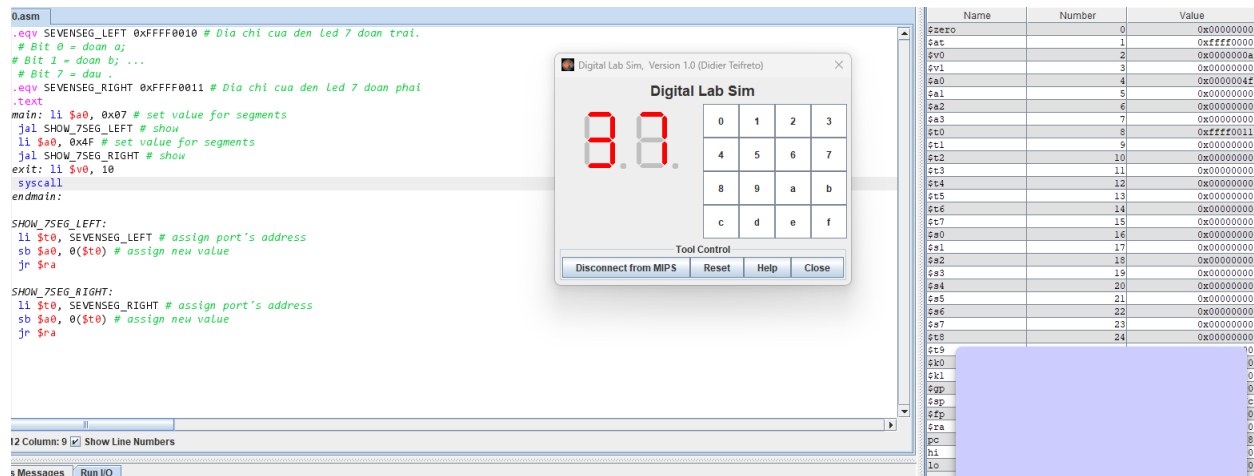 0.asm
.eqv SEVENSEG_LEFT 0xFFFF0010 # Dia chi cua den led 7 doan trai.
# Bit 0 = doan a;
# Bit 1 = doan b; ...
# Bit 7 = dau .
.eqv SEVENSEG_RIGHT 0xFFFF0011 # Dia chi cua den led 7 doan phai
.text
main: li $a0, 0x07 # set value for segments
jal SHOW_7SEG_LEFT # show
li $a0, 0x4F # set value for segments
jal SHOW_7SEG_RIGHT # show
exit: li $v0, 10
syscall
endmain:
SHOW_7SEG_LEFT:
li $t0, SEVENSEG_LEFT # assign port's address
sb $a0, 0($t0) # assign new value
jr $ra
SHOW_7SEG_RIGHT:
li $t0, SEVENSEG_RIGHT # assign port's address
sb $a0, 0($t0) # assign new value
jr $ra
12 Column: 9 Show Line Numbers
s Messages Run I/O
Digital Lab Sim, Version 1.0 (Didier Teifreto)
Digital Lab Sim
37
0 1 2 3
4 5 6 7
8 9 a b
c d e f
Tool Control
Disconnect from MIPS Reset Help Close
Name Number Value
$zero 0 0x00000000
$at 1 0xffff0000
$v0 2 0x0000000a
$v1 3 0x00000000
$a0 4 0x0000004f
$a1 5 0x00000000
$a2 6 0x00000000
$a3 7 0x00000000
$t0 8 0xffff0011
$t1 9 0x00000000
$t2 10 0x00000000
$t3 11 0x00000000
$t4 12 0x00000000
$t5 13 0x00000000
$t6 14 0x00000000
$t7 15 0x00000000
$s0 16 0x00000000
$s1 17 0x00000000
$s2 18 0x00000000
$s3 19 0x00000000
$s4 20 0x00000000
$s5 21 0x00000000
$s6 22 0x00000000
$s7 23 0x00000000
$t8 24 0x00000000
$t9
$k0
$k1
$gp
$sp
$fp
$ra
pc
hi
lo